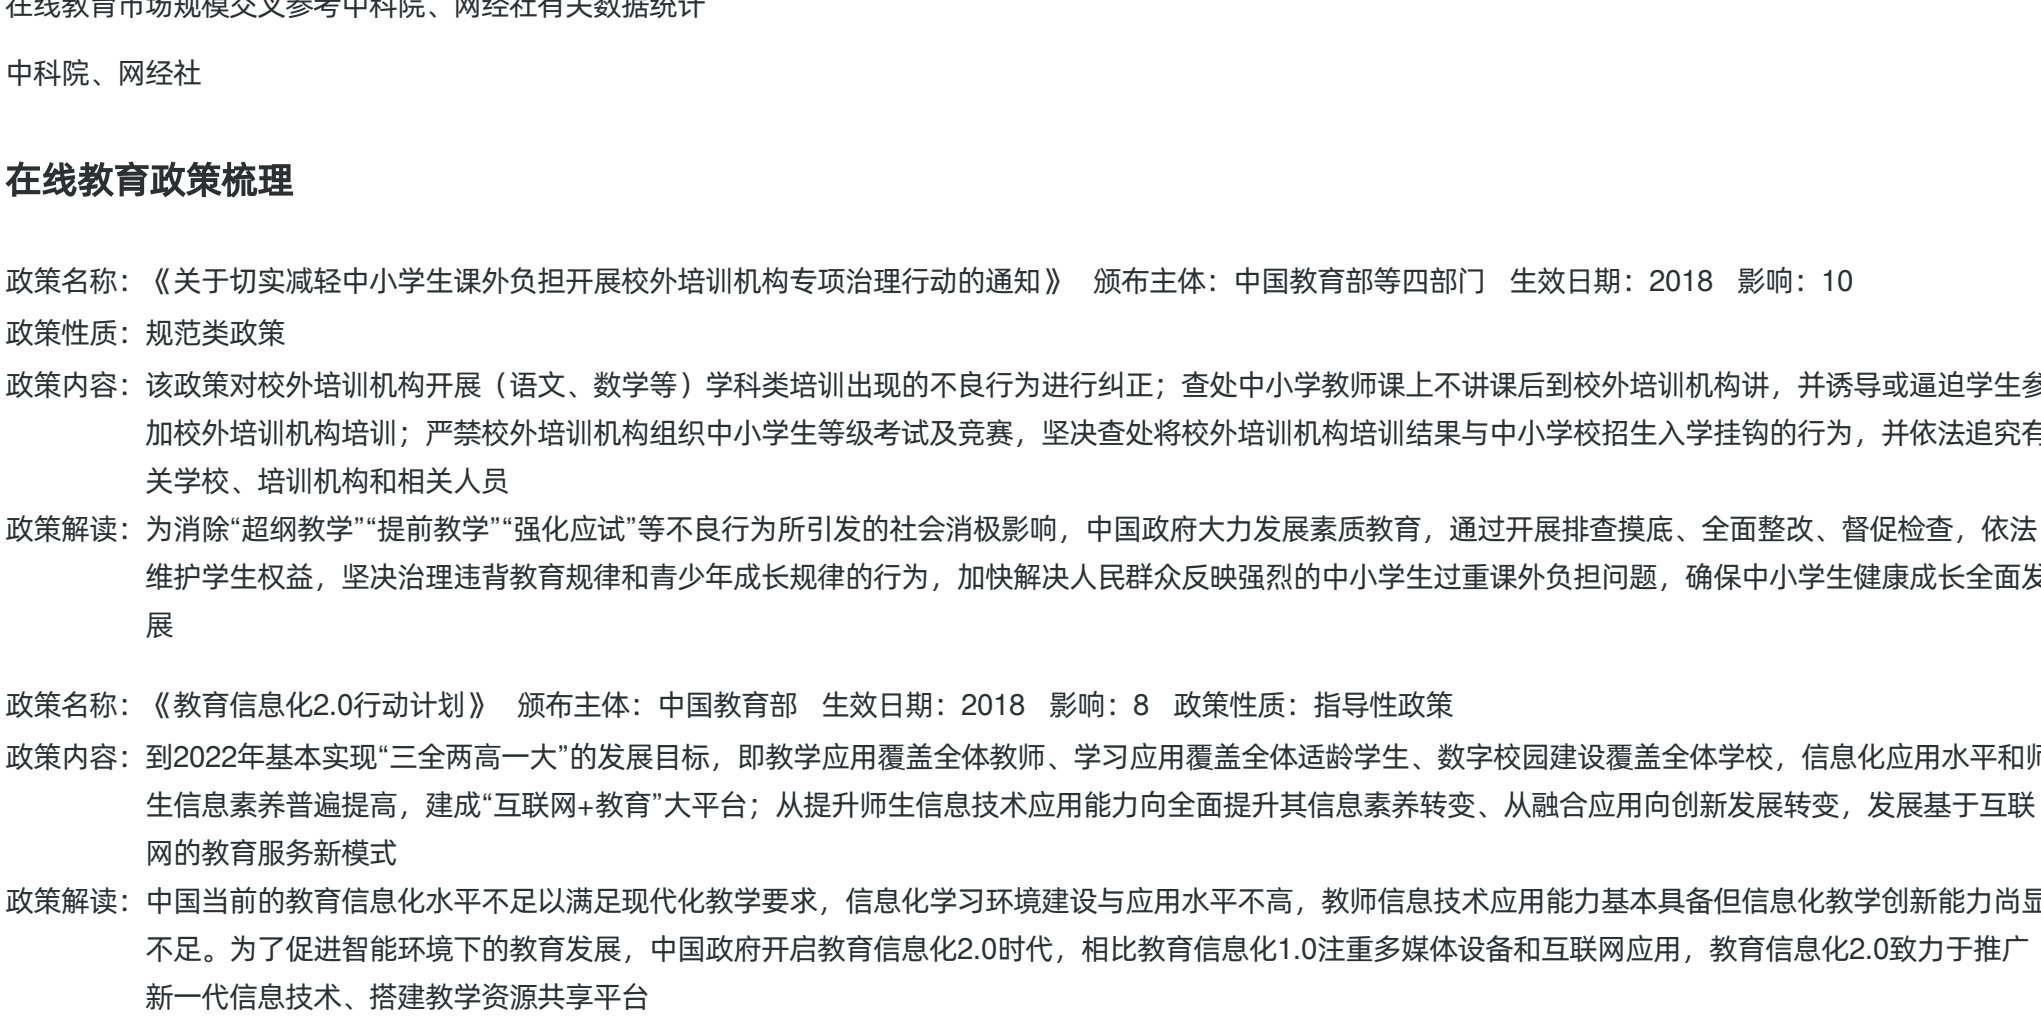 在线教育市场规模交叉参考中科院、网经社有关数据统计
中科院、网经社
在线教育政策梳理
政策名称：《关于切实减轻中小学生课外负担开展校外培训机构专项治理行动的通知》 颁布主体：中国教育部等四部门 生效日期：2018 影响：10
政策性质：规范类政策
政策内容：该政策对校外培训机构开展（语文、数学等）学科类培训出现的不良行为进行纠正；查处中小学教师课上不讲课后到校外培训机构讲，并诱导或逼迫学生参
加校外培训机构培训；严禁校外培训机构组织中小学生等级考试及竞赛，坚决查处将校外培训机构培训结果与中小学校招生入学挂钩的行为，并依法追究有
关学校、培训机构和相关人员
政策解读：为消除“超纲教学”“提前教学”“强化应试”等不良行为所引发的社会消极影响，中国政府大力发展素质教育，通过开展排查摸底、全面整改、督促检查，依法
维护学生权益，坚决治理违背教育规律和青少年成长规律的行为，加快解决人民群众反映强烈的中小学生过重课外负担问题，确保中小学生健康成长全面发
展
政策名称：《教育信息化2.0行动计划》 颁布主体：中国教育部 生效日期：2018 影响：8 政策性质：指导性政策
政策内容：到2022年基本实现“三全两高一大”的发展目标，即教学应用覆盖全体教师、学习应用覆盖全体适龄学生、数字校园建设覆盖全体学校，信息化应用水平和师
生信息素养普遍提高，建成“互联网+教育”大平台；从提升师生信息技术应用能力向全面提升其信息素养转变、从融合应用向创新发展转变，发展基于互联
网的教育服务新模式
政策解读：中国当前的教育信息化水平不足以满足现代化教学要求，信息化学习环境建设与应用水平不高，教师信息技术应用能力基本具备但信息化教学创新能力尚显
不足。为了促进智能环境下的教育发展，中国政府开启教育信息化2.0时代，相比教育信息化1.0注重多媒体设备和互联网应用，教育信息化2.0致力于推广
新一代信息技术、搭建教学资源共享平台